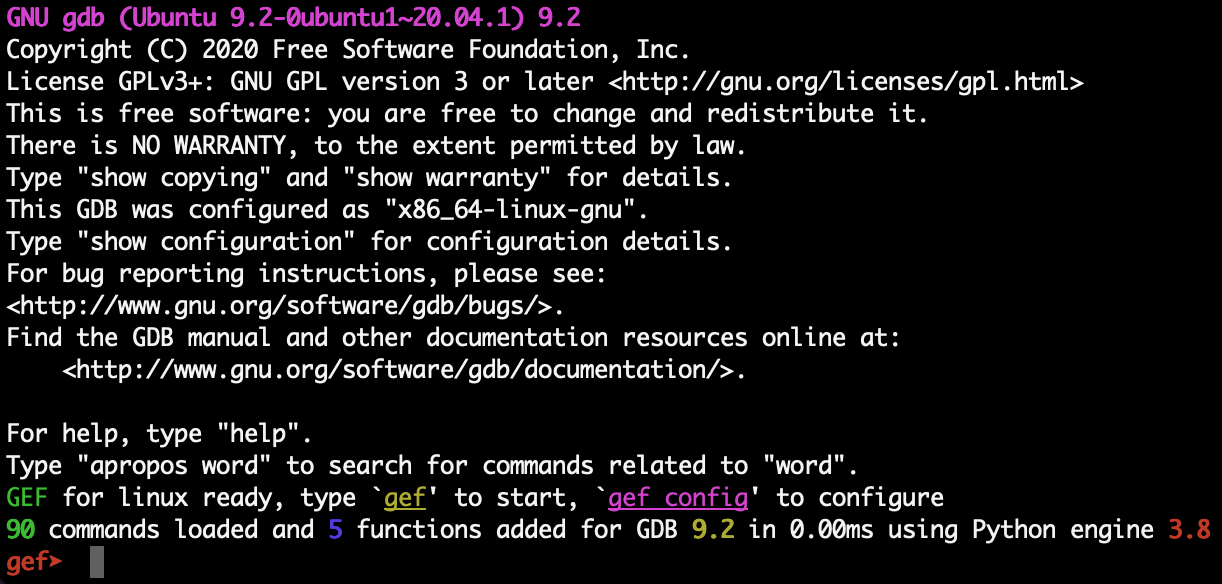 GNU gdb (Ubuntu 9.2-0ubuntu1~20.04.1) 9.2
Copyright (C) 2020 Free Software Foundation, Inc.
License GPLv3+: GNU GPL version 3 or later <http://gnu.org/licenses/gpl.html>
This is free software: you are free to change and redistribute it.
There is NO WARRANTY, to the extent permitted by law.
Type "show copying" and "show warranty" for details.
This GDB was configured as "x86_64-linux-gnu".
Type "show configuration" for configuration details.
For bug reporting instructions, please see:
<http://www.gnu.org/software/gdb/bugs/>.
Find the GDB manual and other documentation resources online at:
    <http://www.gnu.org/software/gdb/documentation/>.

For help, type "help".
Type "apropos word" to search for commands related to "word".
GEF for linux ready, type `gef' to start, `gef config' to configure
90 commands loaded and 5 functions added for GDB 9.2 in 0.00ms using Python engine 3.8
gef➤